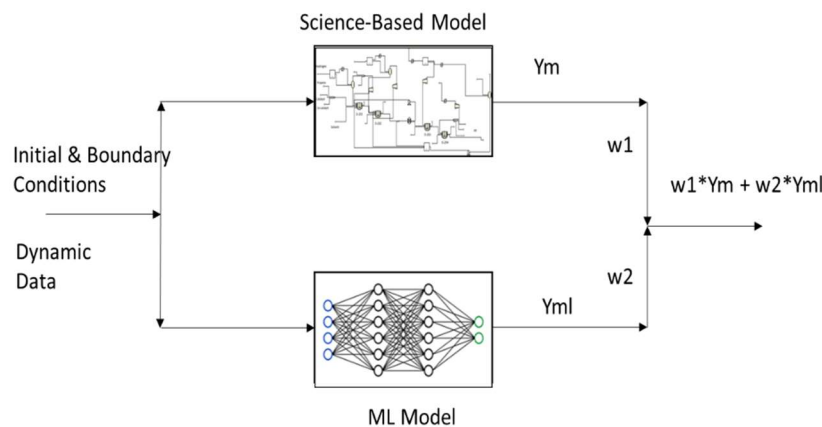 Science-Based Model
Ym
Initial & Boundary
Conditions
w1
w1*Ym + w2*Yml
Dynamic
Data
w2
Yml
ML Model